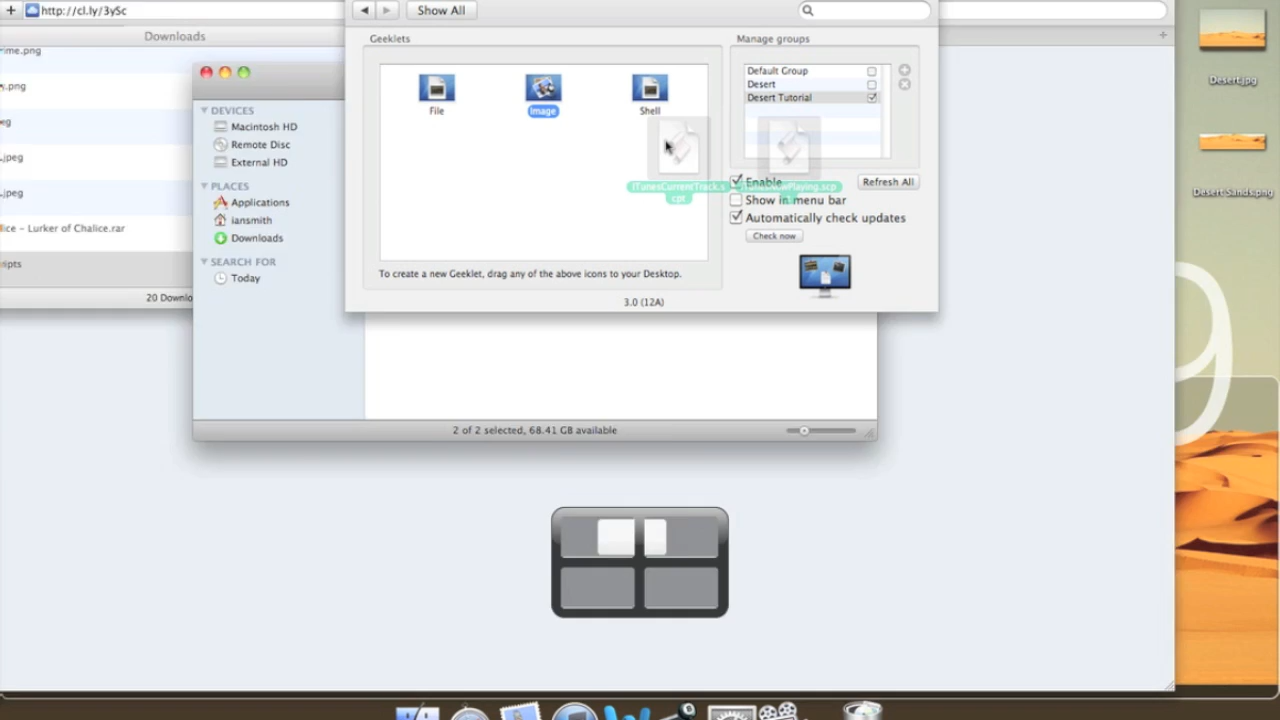 http://cl.ly/3ySc
Show All
Downloads
Geeklets
Manage groups
me.png
y.png
.jpeg
.jpeg
lice - Lurker of Chalice.rar
ipts
20 Downlo
DEVICES
Macintosh HD
Remote Disc
External HD
PLACES
Applications
iansmith
Downloads
SEARCH FOR
Today
File
Image
Shell
Default Group
Desert
Desert Tutorial
iTunesCurrentTrack.s
cpt
Enable
Refresh All
Show in menu bar
Automatically check updates
Check now
To create a new Geeklet, drag any of the above icons to your Desktop.
3.0 (12A)
2 of 2 selected, 68.41 GB available
Desert.jpg
Desert Sands.png
9